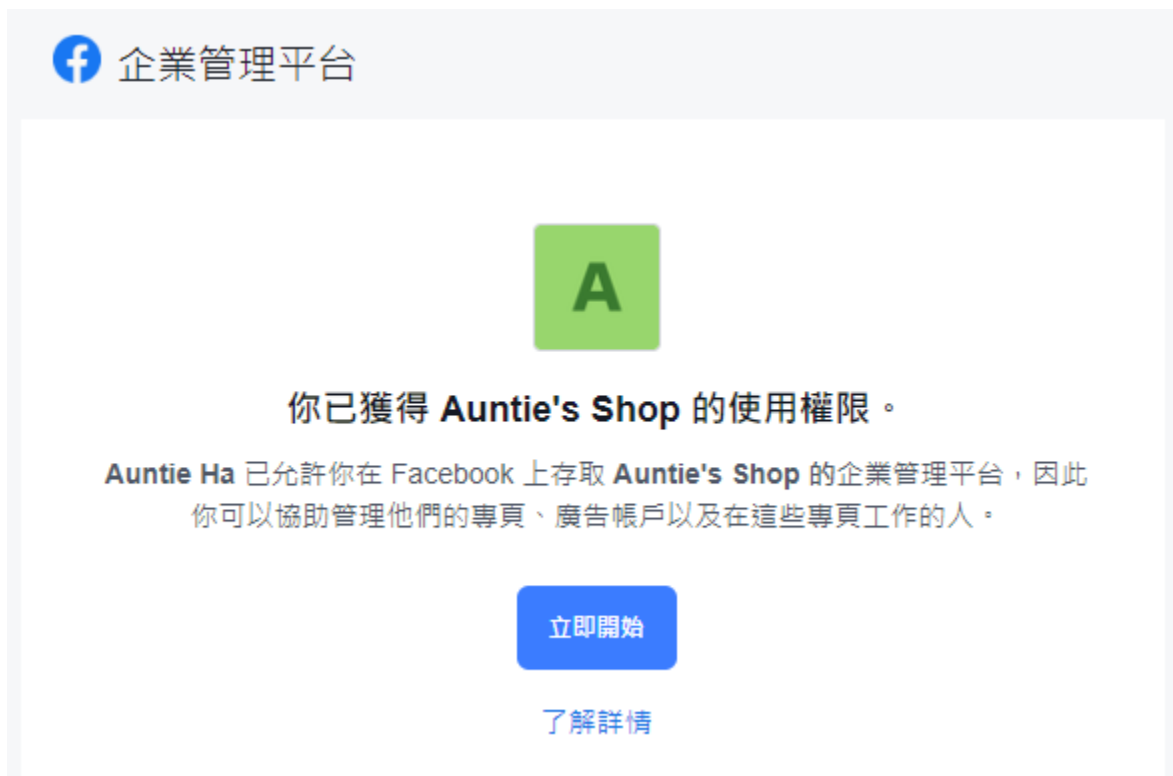 企業管理平台
A
你已獲得 Auntie's Shop 的使用權限。
Auntie Ha 已允許你在 Facebook 上存取 Auntie's Shop 的企業管理平台，因此
你可以協助管理他們的專頁、廣告帳戶以及在這些專頁工作的人。
立即開始
了解詳情